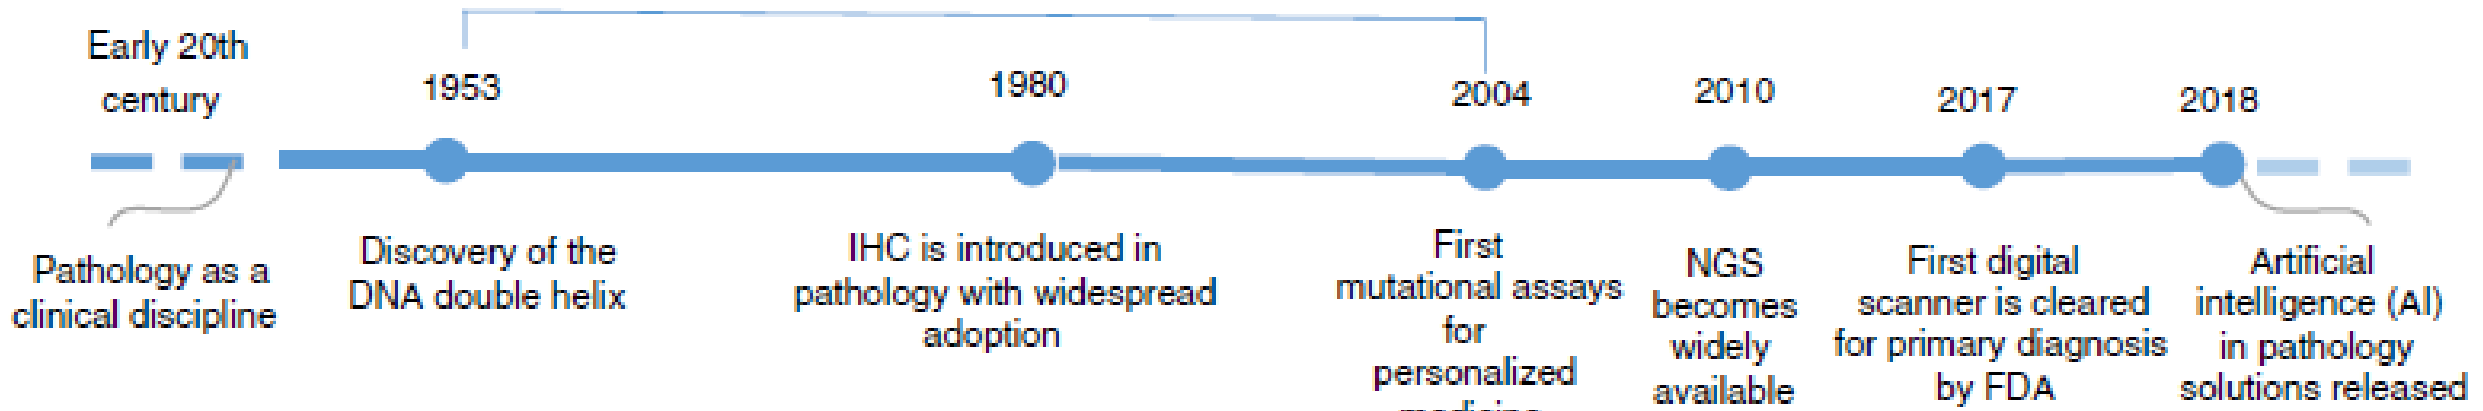 Early 20th
century
1953
1980
2004
2010
2017
2018
Pathology as a
clinical discipline
Discovery of the
DNA double helix
IHC is introduced in
pathology with widespread
adoption
First
mutational assays
for
personalized
NGS
becomes
widely
available
First digital
scanner is cleared
for primary diagnosis
by FDA
Artificial
intelligence (AI)
in pathology
solutions released